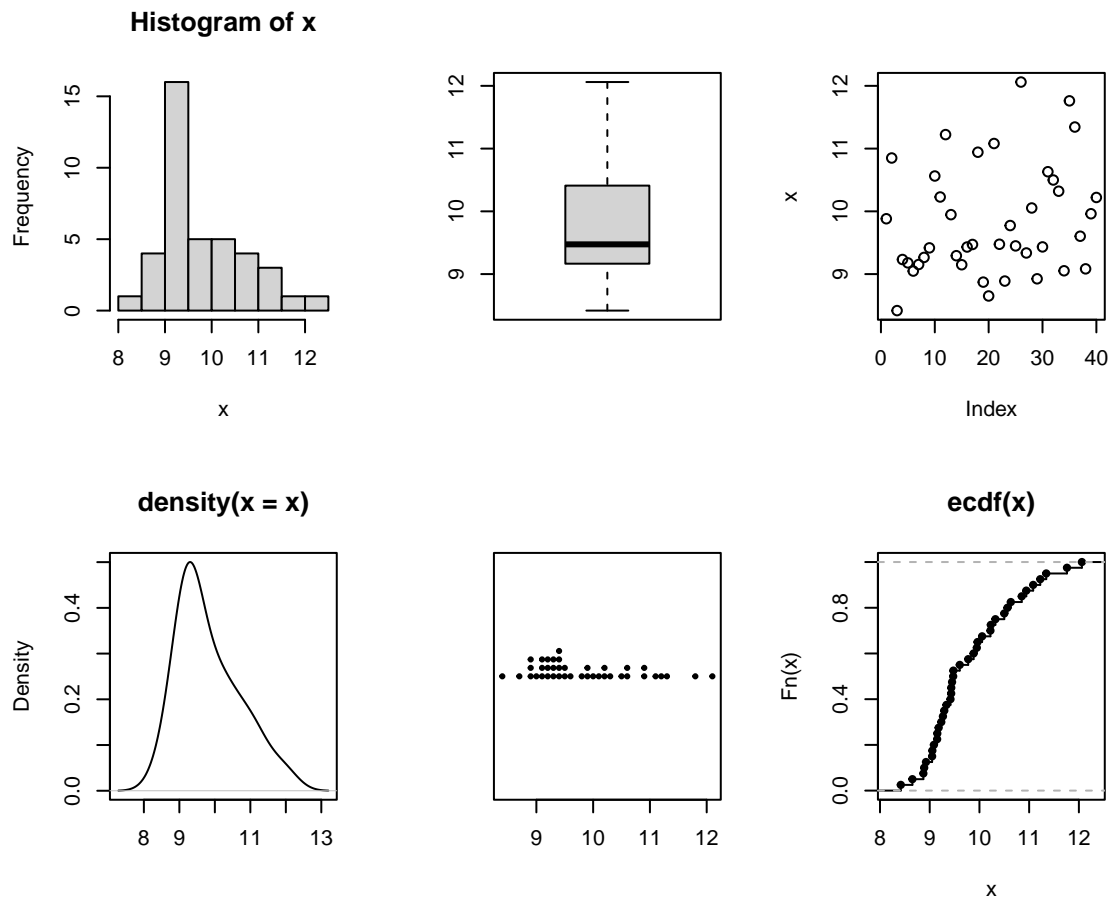 Histogram of x
Frequency
0
5
10
15
8 9 10 11 12
x
9
10
11
12
x
9
10
11
12
0 10 20 30 40
Index
density(x = x)
Density
0.0
0.2
0.4
8 9 11 13
9 10 11 12
ecdf(x)
Fn(x)
0.0
0.4
0.8
8 9 10 11 12
x